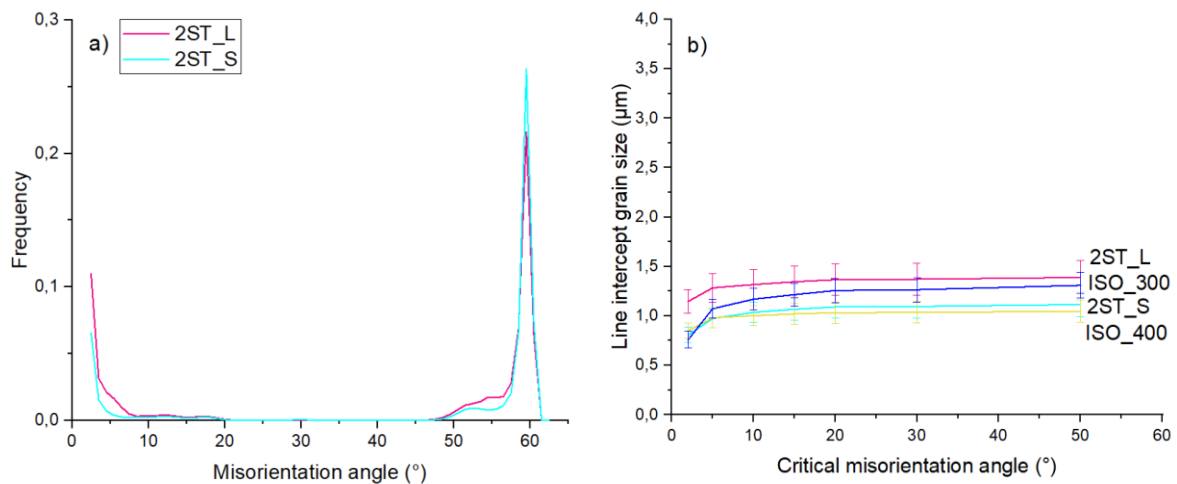 a)
2ST_L
2ST_S
Frequency
0,3
0,2
0,1
0,0
0 10 20 30 40 50 60
Misorientation angle (°)
b)
Line intercept grain size (μm)
4,0
3,5
3,0
2,5
2,0
1,5
1,0
0,5
0,0
2ST_L
ISO_300
2ST_S
ISO_400
0 10 20 30 40 50 60
Critical misorientation angle (°)